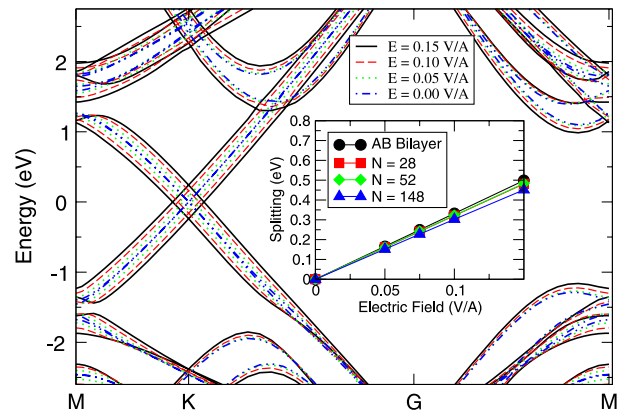 E = 0.15 V/A
E = 0.10 V/A
E = 0.05 V/A
E = 0.00 V/A
Energy (eV)
2
1
0
-1
-2
M
K
G
M
AB Bilayer
N = 28
N = 52
N = 148
Splitting (eV)
0.8
0.7
0.6
0.5
0.4
0.3
0.2
0.1
0
0
0.05
0.1
Electric Field (V/A)